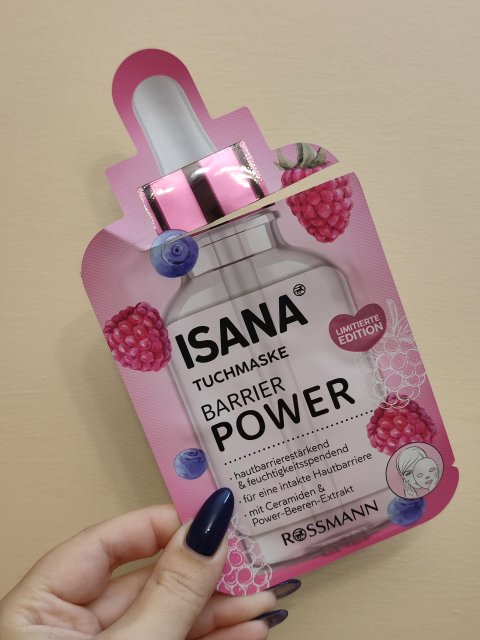 ISANA
TUCHMASKE
BARRIER
POWER
LIMITIERTE
EDITION
· hautbarrierestärkend
& feuchtigkeitsspendend
· für eine intakte Hautbarriere
· mit Ceramiden &
Power-Beeren-Extrakt
ROSSMANN